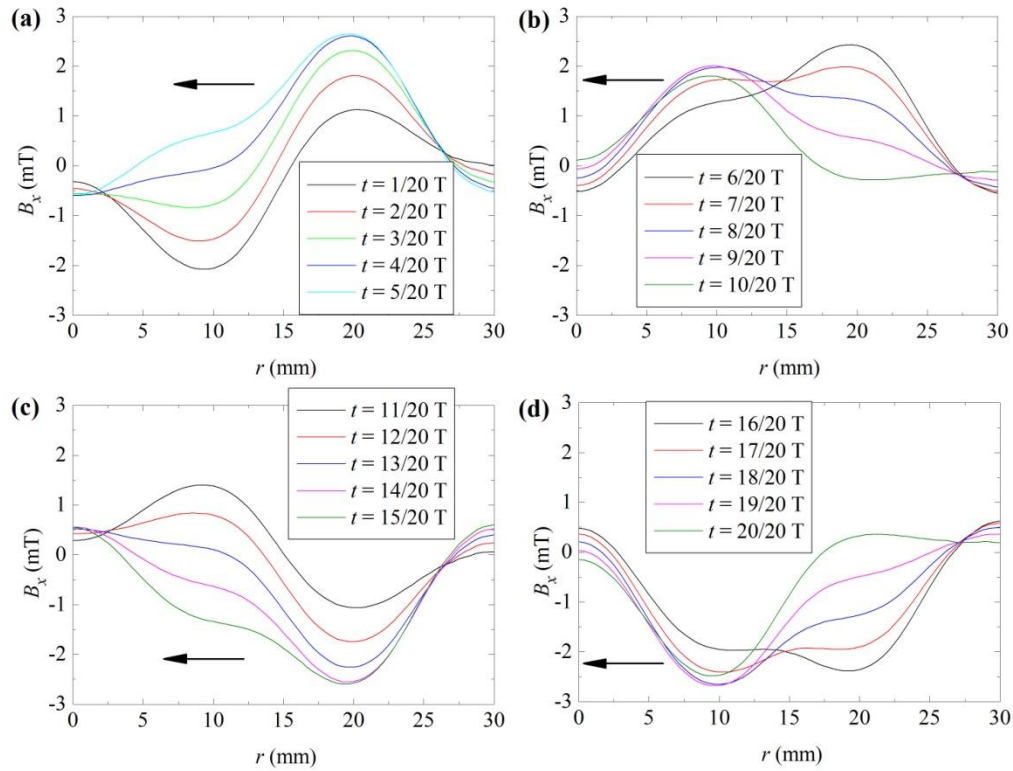 (a)
3
2
1
0
-1
-2
-3
B_x (mT)
t = 1/20 T
t = 2/20 T
t = 3/20 T
t = 4/20 T
t = 5/20 T
0 5 10 15 20 25 30
r (mm)
(b)
3
2
1
0
-1
-2
-3
B_x (mT)
t = 6/20 T
t = 7/20 T
t = 8/20 T
t = 9/20 T
t = 10/20 T
0 5 10 15 20 25 30
r (mm)
(c)
3
2
1
0
-1
-2
-3
B_x (mT)
t = 11/20 T
t = 12/20 T
t = 13/20 T
t = 14/20 T
t = 15/20 T
0 5 10 15 20 25 30
r (mm)
(d)
3
2
1
0
-1
-2
-3
B_x (mT)
t = 16/20 T
t = 17/20 T
t = 18/20 T
t = 19/20 T
t = 20/20 T
0 5 10 15 20 25 30
r (mm)